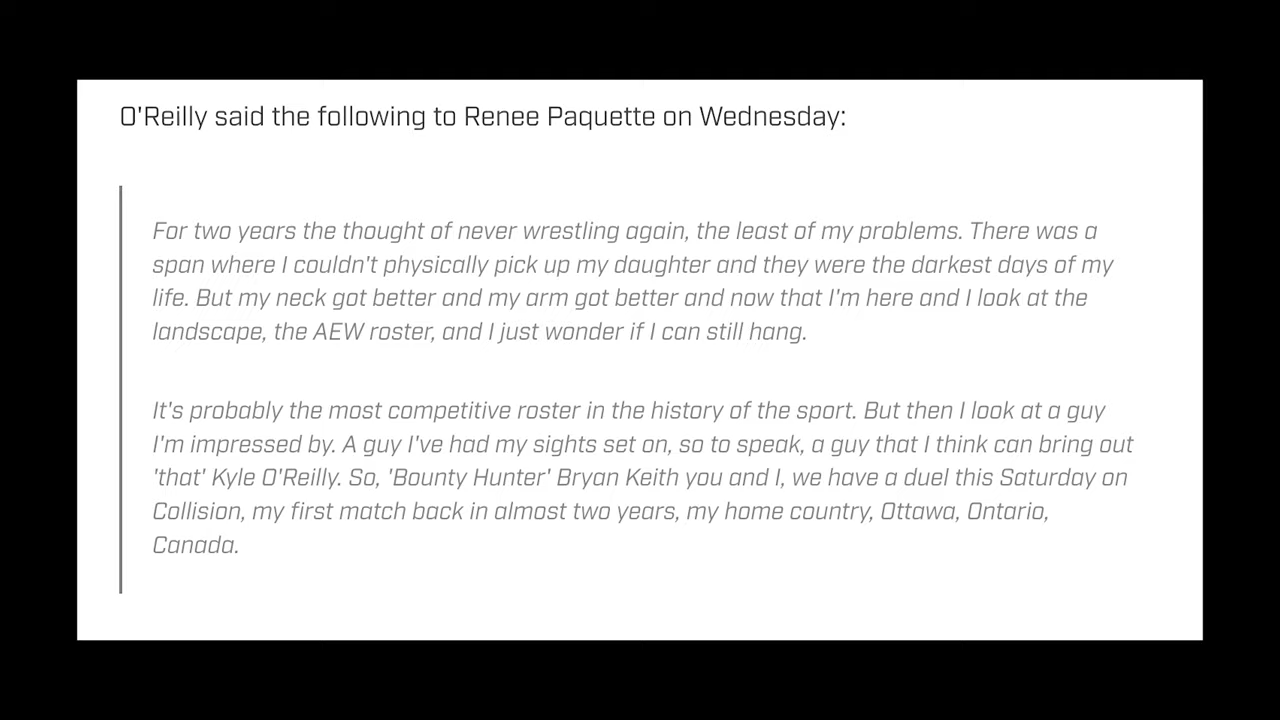 O'Reilly said the following to Renee Paquette on Wednesday:
For two years the thought of never wrestling again, the least of my problems. There was a
span where I couldn't physically pick up my daughter and they were the darkest days of my
life. But my neck got better and my arm got better and now that I'm here and I look at the
landscape, the AEW roster, and I just wonder if I can still hang.
It's probably the most competitive roster in the history of the sport. But then I look at a guy
I'm impressed by. A guy I've had my sights set on, so to speak, a guy that I think can bring out
'that' Kyle O'Reilly. So, 'Bounty Hunter' Bryan Keith you and I, we have a duel this Saturday on
Collision, my first match back in almost two years, my home country, Ottawa, Ontario,
Canada.